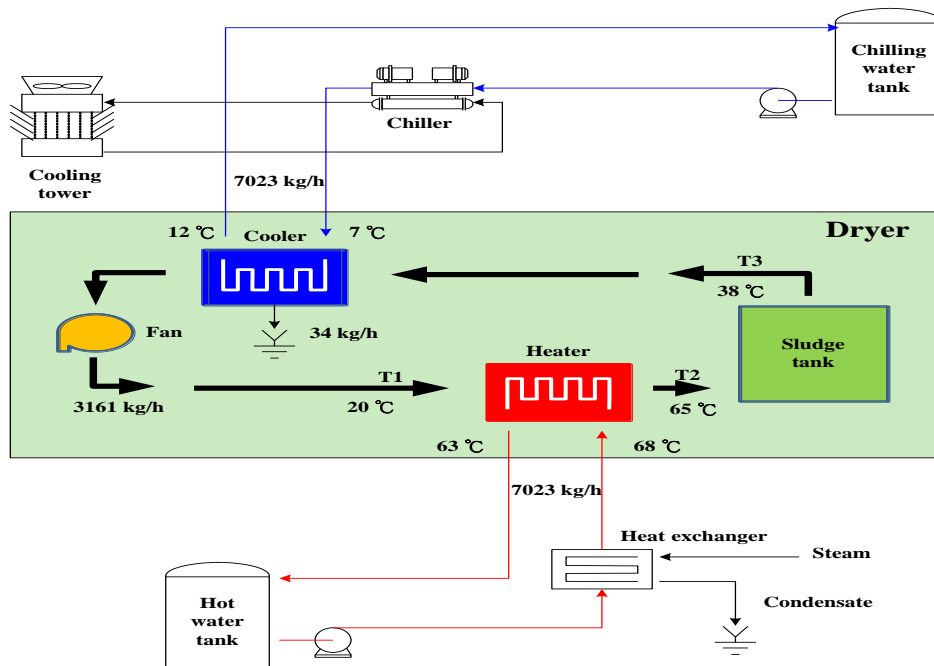 Chilling
water
tank
Chiller
Cooling
tower
7023 kg/h
Dryer
12 ℃
7 ℃
Cooler
T3
38 ℃
Fan
34 kg/h
Sludge
tank
Heater
T1
T2
3161 kg/h
20 ℃
65 ℃
63 ℃
68 ℃
7023 kg/h
Heat exchanger
Steam
Hot
water
tank
Condensate